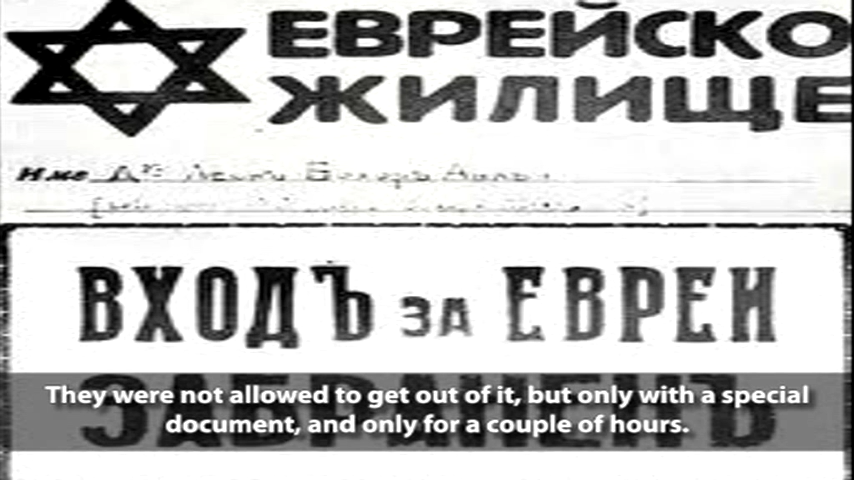 ЕВРЕЙСКО
ЖИЛИЩЕ
Име
ВХОДЪ ЗА ЕВРЕИ
ЗАБРАНЕНЪ
They were not allowed to get out of it, but only with a special
document, and only for a couple of hours.